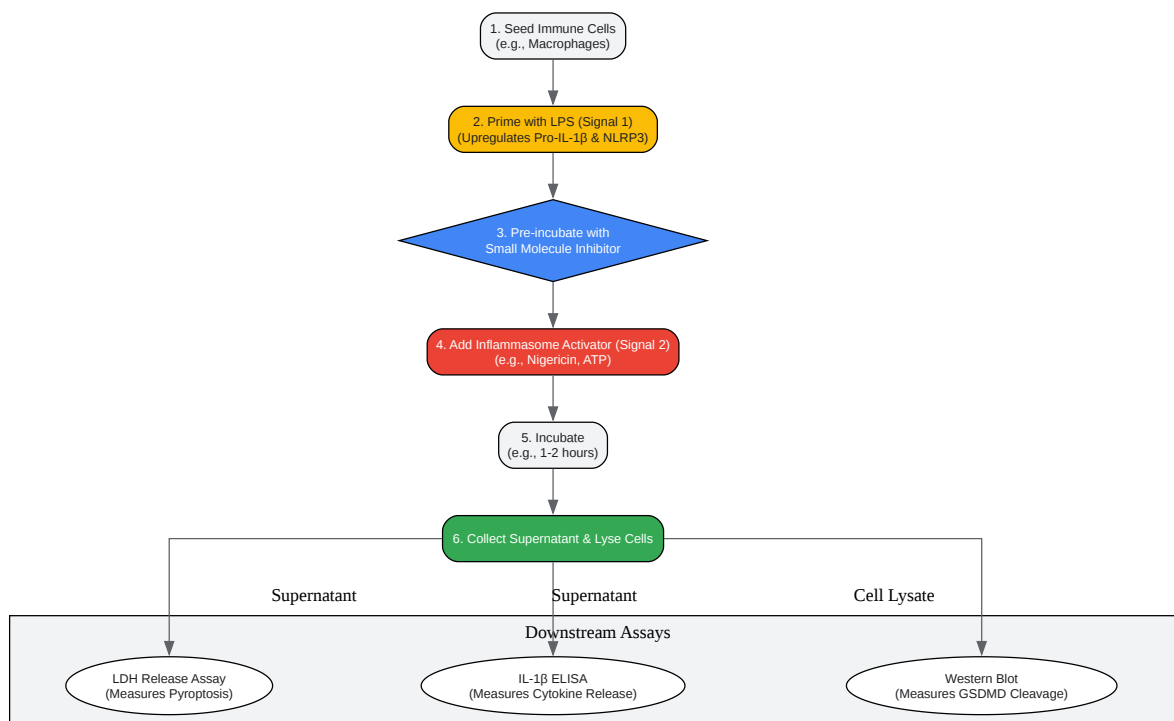 1. Seed Immune Cells
(e.g., Macrophages)
2. Prime with LPS (Signal 1)
(Upregulates Pro-IL-1β & NLRP3)
3. Pre-incubate with
Small Molecule Inhibitor
4. Add Inflammasome Activator (Signal 2)
(e.g., Nigericin, ATP)
5. Incubate
(e.g., 1-2 hours)
6. Collect Supernatant & Lyse Cells
Supernatant
Supernatant
Cell Lysate
Downstream Assays
LDH Release Assay
(Measures Pyroptosis)
IL-1β ELISA
(Measures Cytokine Release)
Western Blot
(Measures GSDMD Cleavage)